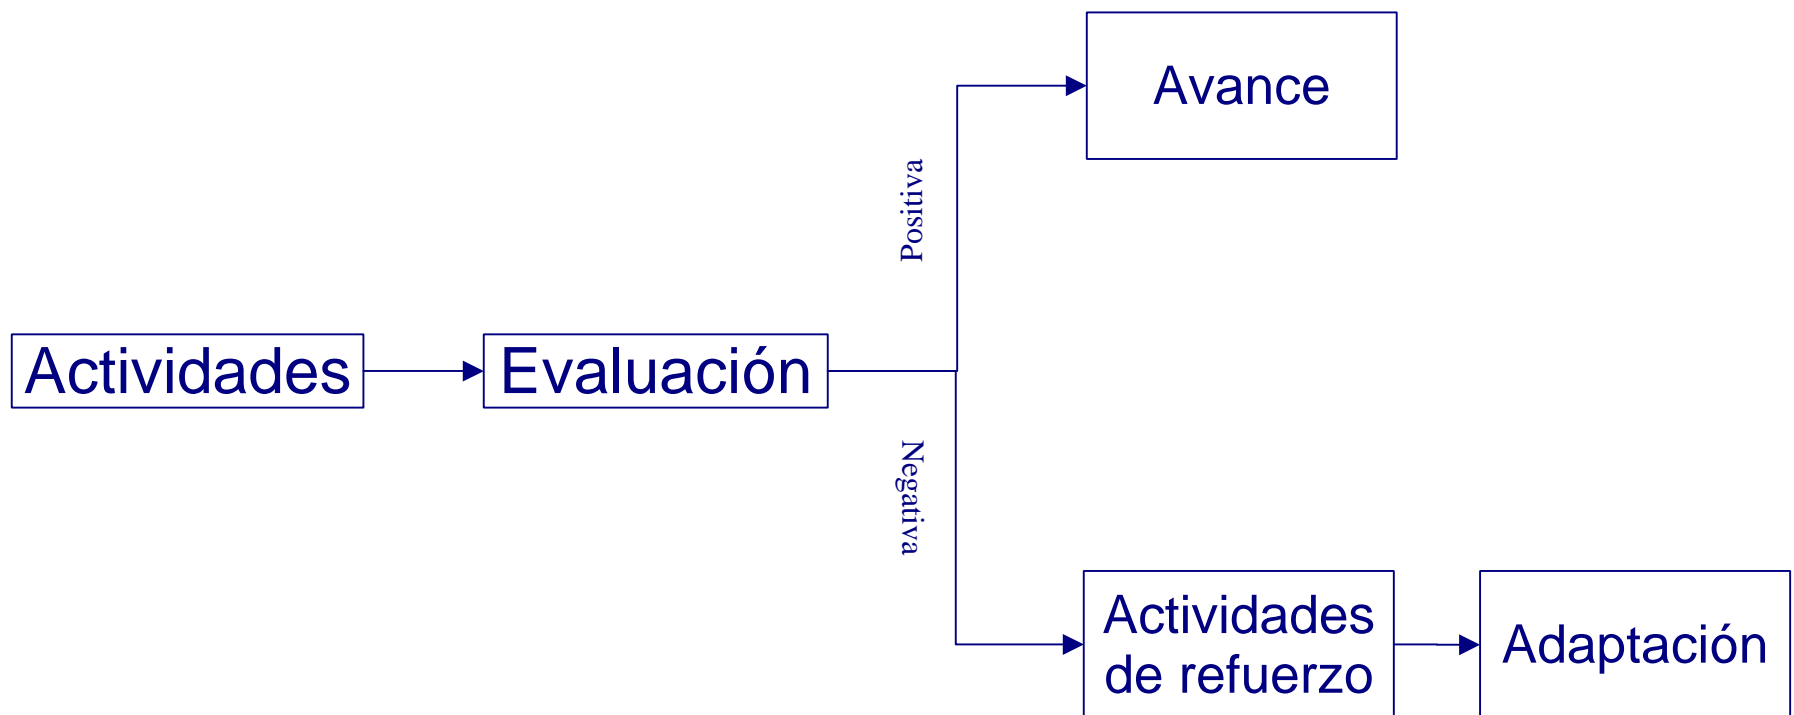 Avance
Positiva
Actividades
Evaluación
Negativa
Actividades
de refuerzo
Adaptación